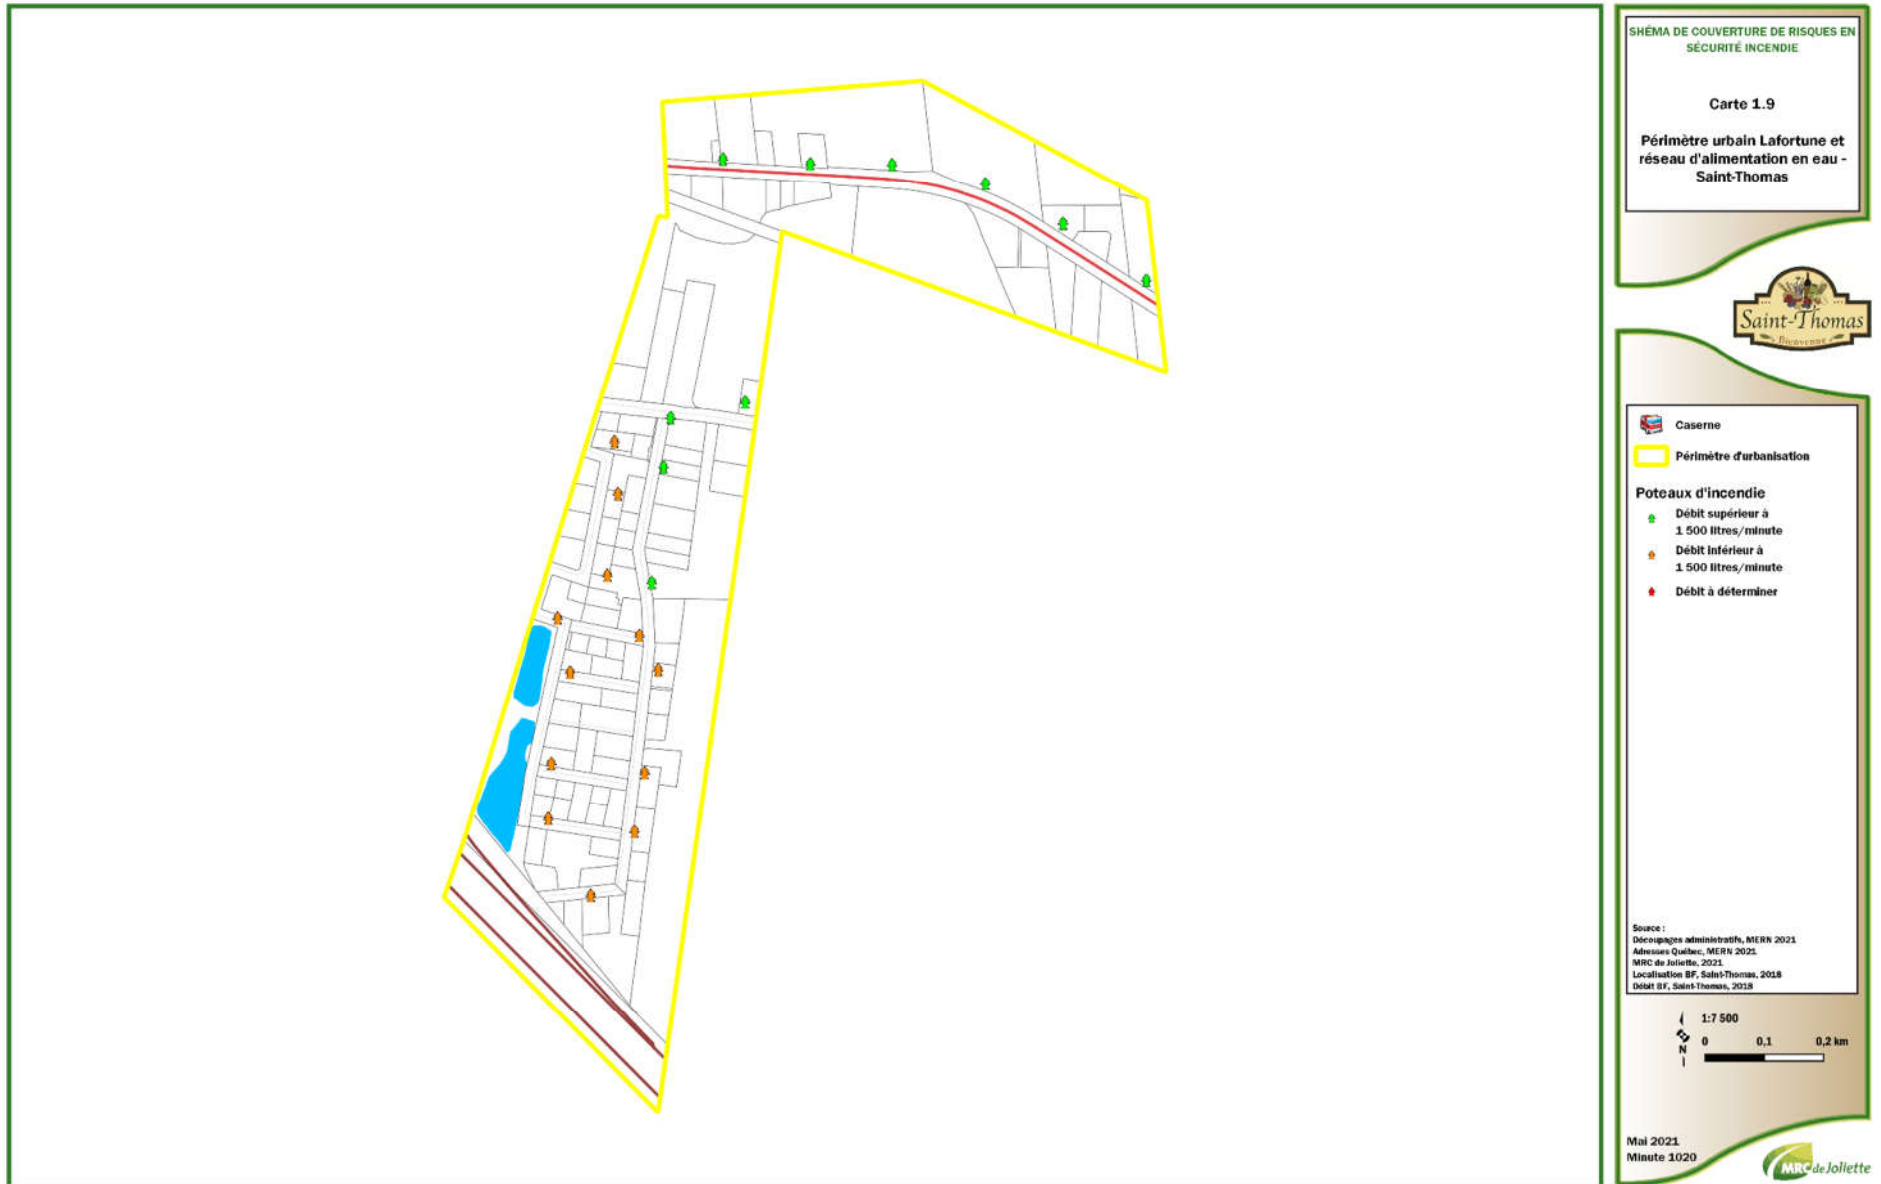 SHÉMA DE COUVERTURE DE RISQUES EN
SÉCURITÉ INCENDIE
Carte 1.9
Périmètre urbain Lafortune et
réseau d'alimentation en eau -
Saint-Thomas
Saint-Thomas
Bienvenue
Caserne
Périmètre d'urbanisation
Poteaux d'incendie
Débit supérieur à
1 500 litres/minute
Débit inférieur à
1 500 litres/minute
Débit à déterminer
Source :
Découpages administratifs, MERN 2021
Adresses Québec, MERN 2021
MRC de Joliette, 2021
Localisation BF, Saint-Thomas, 2018
Débit BF, Saint-Thomas, 2018
1:7 500
N
0 0,1 0,2 km
Mai 2021
Minute 1020
MRC de Joliette